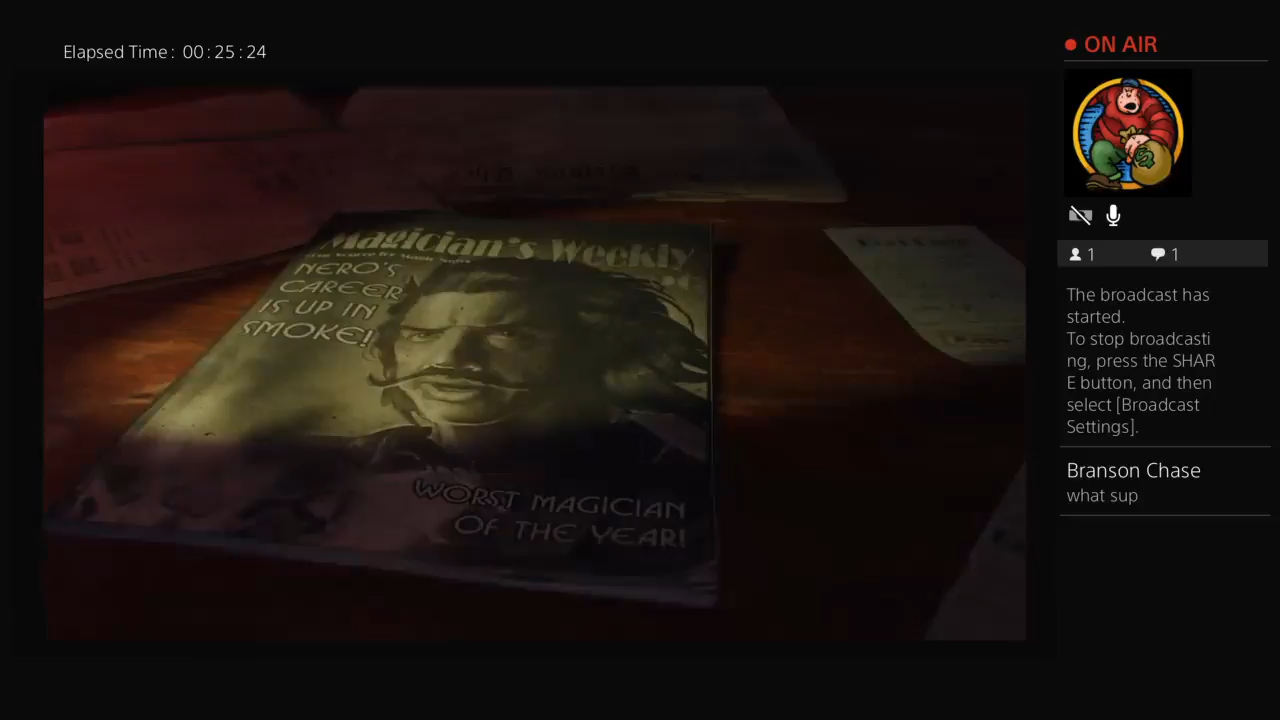 Elapsed Time: 00:25:24
ON AIR
Magician's Weekly
NERO'S
CAREER
IS UP IN
SMOKE!
WORST MAGICIAN
OF THE YEAR!
1
1
The broadcast has
started.
To stop broadcasti
ng, press the SHAR
E button, and then
select [Broadcast
Settings].
Branson Chase
what sup